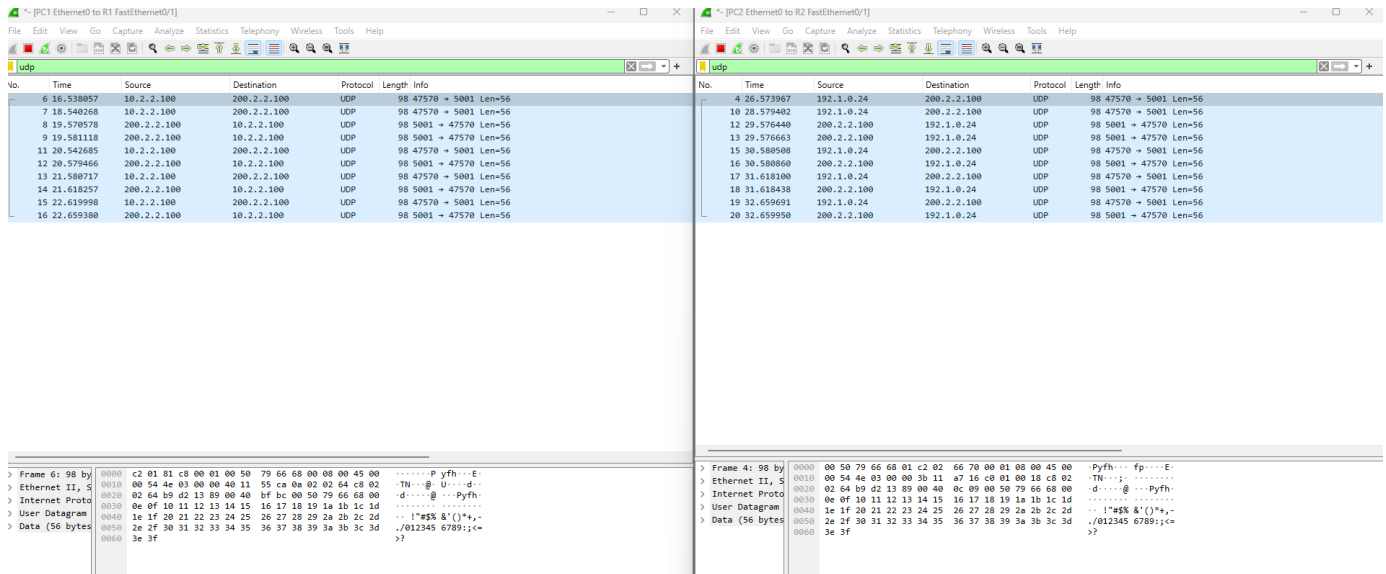 *- [PC1 Ethernet0 to R1 FastEthernet0/1]
File Edit View Go Capture Analyze Statistics Telephony Wireless Tools Help
udp
No. Time Source Destination Protocol Length Info
6 16.538057 10.2.2.100 200.2.2.100 UDP 98 47570 → 5001 Len=56
7 18.540268 10.2.2.100 200.2.2.100 UDP 98 47570 → 5001 Len=56
8 19.570578 200.2.2.100 10.2.2.100 UDP 98 5001 → 47570 Len=56
9 19.581118 200.2.2.100 10.2.2.100 UDP 98 5001 → 47570 Len=56
11 20.542685 10.2.2.100 200.2.2.100 UDP 98 47570 → 5001 Len=56
12 20.579466 200.2.2.100 10.2.2.100 UDP 98 5001 → 47570 Len=56
13 21.580717 10.2.2.100 200.2.2.100 UDP 98 47570 → 5001 Len=56
14 21.618257 200.2.2.100 10.2.2.100 UDP 98 5001 → 47570 Len=56
15 22.619998 10.2.2.100 200.2.2.100 UDP 98 47570 → 5001 Len=56
16 22.659380 200.2.2.100 10.2.2.100 UDP 98 5001 → 47570 Len=56
> Frame 6: 98 by
> Ethernet II, S
> Internet Proto
> User Datagram
> Data (56 bytes
0000 c2 01 81 c8 00 01 00 50 79 66 68 00 08 00 45 00 ·······P yfh···E·
0010 00 54 4e 03 00 00 40 11 55 ca 0a 02 02 64 c8 02 ·TN···@· U····d··
0020 02 64 b9 d2 13 89 00 40 bf bc 00 50 79 66 68 00 ·d·····@ ···Pyfh·
0030 0e 0f 10 11 12 13 14 15 16 17 18 19 1a 1b 1c 1d ········ ········
0040 1e 1f 20 21 22 23 24 25 26 27 28 29 2a 2b 2c 2d ·· !"#$% &'()*+,-
0050 2e 2f 30 31 32 33 34 35 36 37 38 39 3a 3b 3c 3d ./012345 6789:;<=
0060 3e 3f >?
*- [PC2 Ethernet0 to R2 FastEthernet0/1]
File Edit View Go Capture Analyze Statistics Telephony Wireless Tools Help
udp
No. Time Source Destination Protocol Length Info
4 26.573967 192.1.0.24 200.2.2.100 UDP 98 47570 → 5001 Len=56
10 28.579402 192.1.0.24 200.2.2.100 UDP 98 47570 → 5001 Len=56
12 29.576440 200.2.2.100 192.1.0.24 UDP 98 5001 → 47570 Len=56
13 29.576663 200.2.2.100 192.1.0.24 UDP 98 5001 → 47570 Len=56
15 30.580508 192.1.0.24 200.2.2.100 UDP 98 47570 → 5001 Len=56
16 30.580860 200.2.2.100 192.1.0.24 UDP 98 5001 → 47570 Len=56
17 31.618100 192.1.0.24 200.2.2.100 UDP 98 47570 → 5001 Len=56
18 31.618438 200.2.2.100 192.1.0.24 UDP 98 5001 → 47570 Len=56
19 32.659691 192.1.0.24 200.2.2.100 UDP 98 47570 → 5001 Len=56
20 32.659950 200.2.2.100 192.1.0.24 UDP 98 5001 → 47570 Len=56
> Frame 4: 98 by
> Ethernet II, S
> Internet Proto
> User Datagram
> Data (56 bytes
0000 00 50 79 66 68 01 c2 02 66 70 00 01 08 00 45 00 ·Pyfh··· fp····E·
0010 00 54 4e 03 00 00 3b 11 a7 16 c0 01 00 18 c8 02 ·TN···;· ········
0020 02 64 b9 d2 13 89 00 40 0c 09 00 50 79 66 68 00 ·d·····@ ···Pyfh·
0030 0e 0f 10 11 12 13 14 15 16 17 18 19 1a 1b 1c 1d ········ ········
0040 1e 1f 20 21 22 23 24 25 26 27 28 29 2a 2b 2c 2d ·· !"#$% &'()*+,-
0050 2e 2f 30 31 32 33 34 35 36 37 38 39 3a 3b 3c 3d ./012345 6789:;<=
0060 3e 3f >?